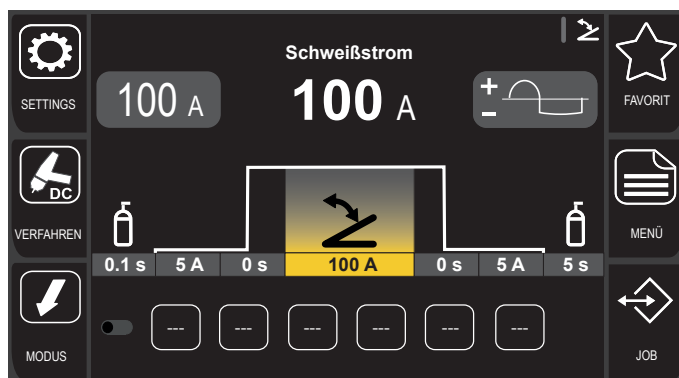 Schweißstrom
SETTINGS
100 A
100 A
+
−
FAVORIT
DC
VERFAHREN
MENÜ
0.1 s 5 A 0 s 100 A 0 s 5 A 5 s
--- --- --- --- --- ---
MODUS
JOB